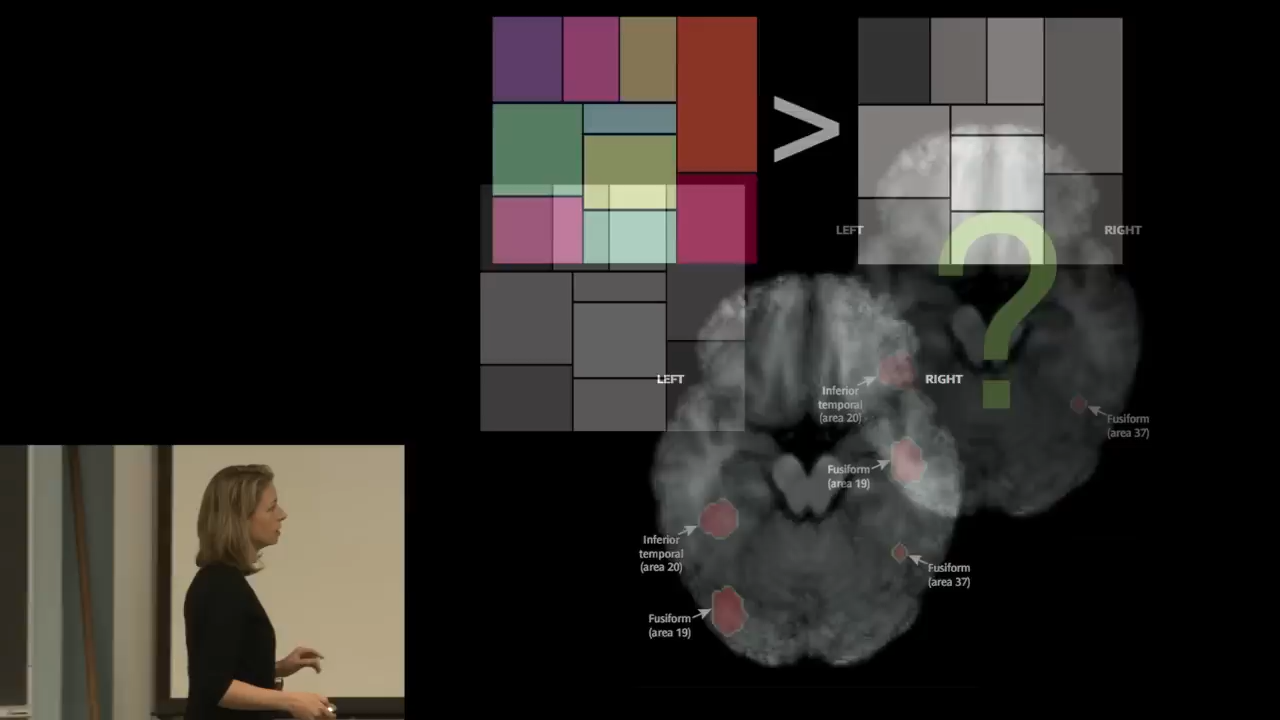 >
LEFT
RIGHT
?
LEFT
RIGHT
Inferior
temporal
(area 20)
Fusiform
(area 37)
Fusiform
(area 19)
Inferior
temporal
(area 20)
Fusiform
(area 37)
Fusiform
(area 19)